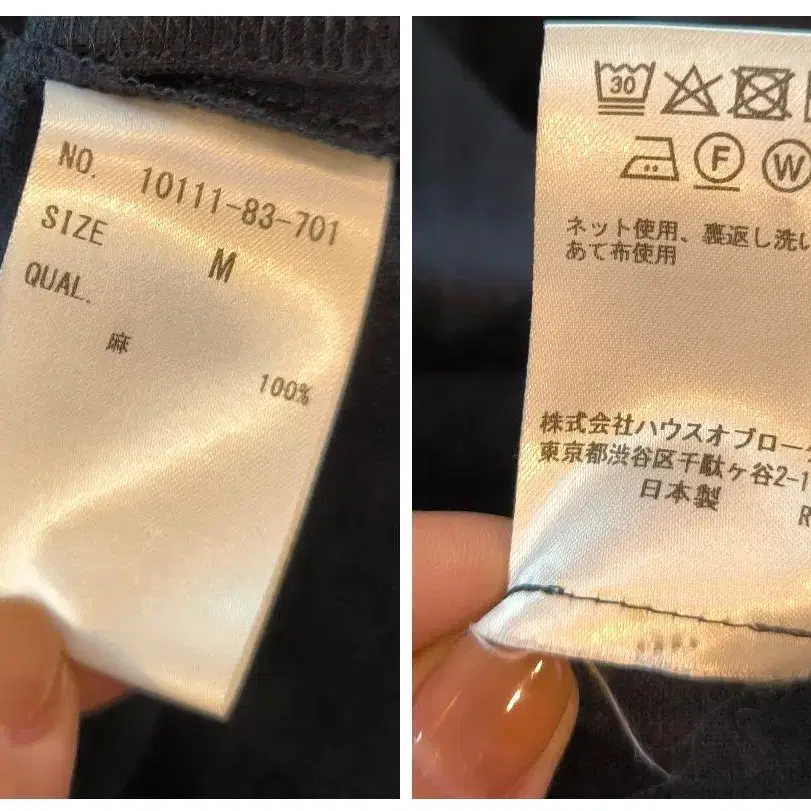 NO. 10111-83-701
SIZE M
QUAL.
麻
100%
30
F W
ネット使用、裏返し洗い
あて布使用
株式会社ハウスオブロー
東京都渋谷区千駄ヶ谷2-1
日本製
R